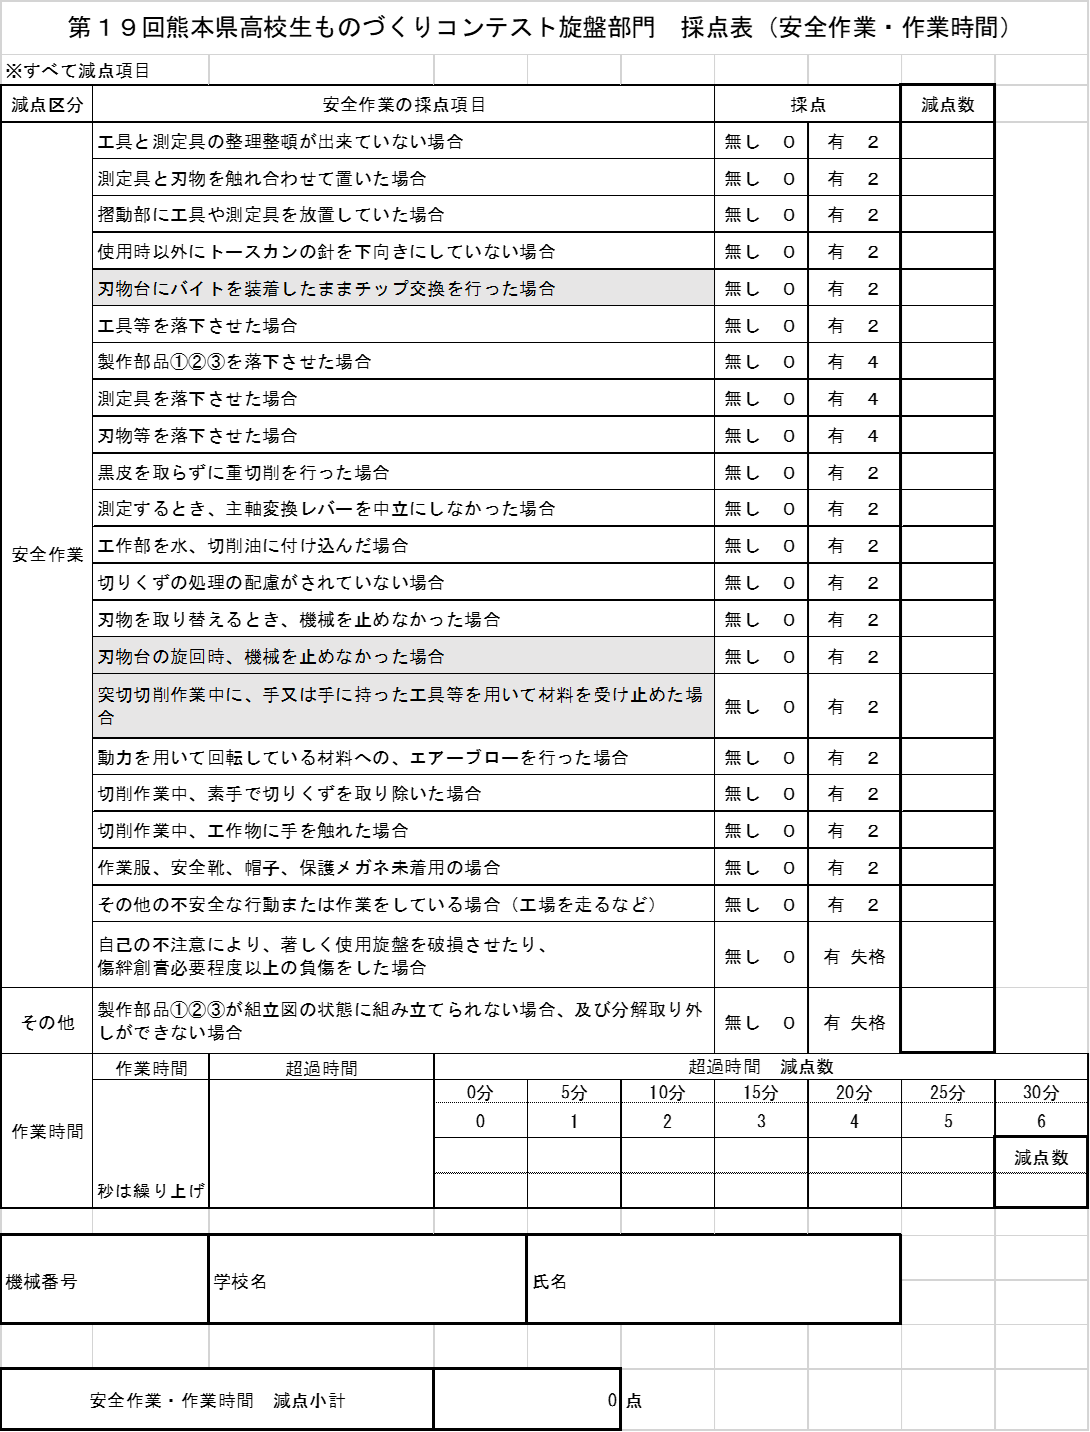 第１９回熊本県高校生ものづくりコンテスト旋盤部門　採点表（安全作業・作業時間）
※すべて減点項目
減点区分 安全作業の採点項目 採点 減点数
安全作業
工具と測定具の整理整頓が出来ていない場合 無し 0 有 2
測定具と刃物を触れ合わせて置いた場合 無し 0 有 2
摺動部に工具や測定具を放置していた場合 無し 0 有 2
使用時以外にトースカンの針を下向きにしていない場合 無し 0 有 2
刃物台にバイトを装着したままチップ交換を行った場合 無し 0 有 2
工具等を落下させた場合 無し 0 有 2
製作部品①②③を落下させた場合 無し 0 有 4
測定具を落下させた場合 無し 0 有 4
刃物等を落下させた場合 無し 0 有 4
黒皮を取らずに重切削を行った場合 無し 0 有 2
測定するとき、主軸変換レバーを中立にしなかった場合 無し 0 有 2
工作部を水、切削油に付け込んだ場合 無し 0 有 2
切りくずの処理の配慮がされていない場合 無し 0 有 2
刃物を取り替えるとき、機械を止めなかった場合 無し 0 有 2
刃物台の旋回時、機械を止めなかった場合 無し 0 有 2
突切切削作業中に、手又は手に持った工具等を用いて材料を受け止めた場
合 無し 0 有 2
動力を用いて回転している材料への、エアーブローを行った場合 無し 0 有 2
切削作業中、素手で切りくずを取り除いた場合 無し 0 有 2
切削作業中、工作物に手を触れた場合 無し 0 有 2
作業服、安全靴、帽子、保護メガネ未着用の場合 無し 0 有 2
その他の不安全な行動または作業をしている場合（工場を走るなど） 無し 0 有 2
自己の不注意により、著しく使用旋盤を破損させたり、
傷絆創膏必要程度以上の負傷をした場合 無し 0 有 失格
その他
製作部品①②③が組立図の状態に組み立てられない場合、及び分解取り外
しができない場合 無し 0 有 失格
作業時間
作業時間 超過時間 超過時間　減点数
0分 5分 10分 15分 20分 25分 30分
0 1 2 3 4 5 6
減点数
秒は繰り上げ
機械番号 学校名 氏名
安全作業・作業時間　減点小計 0 点